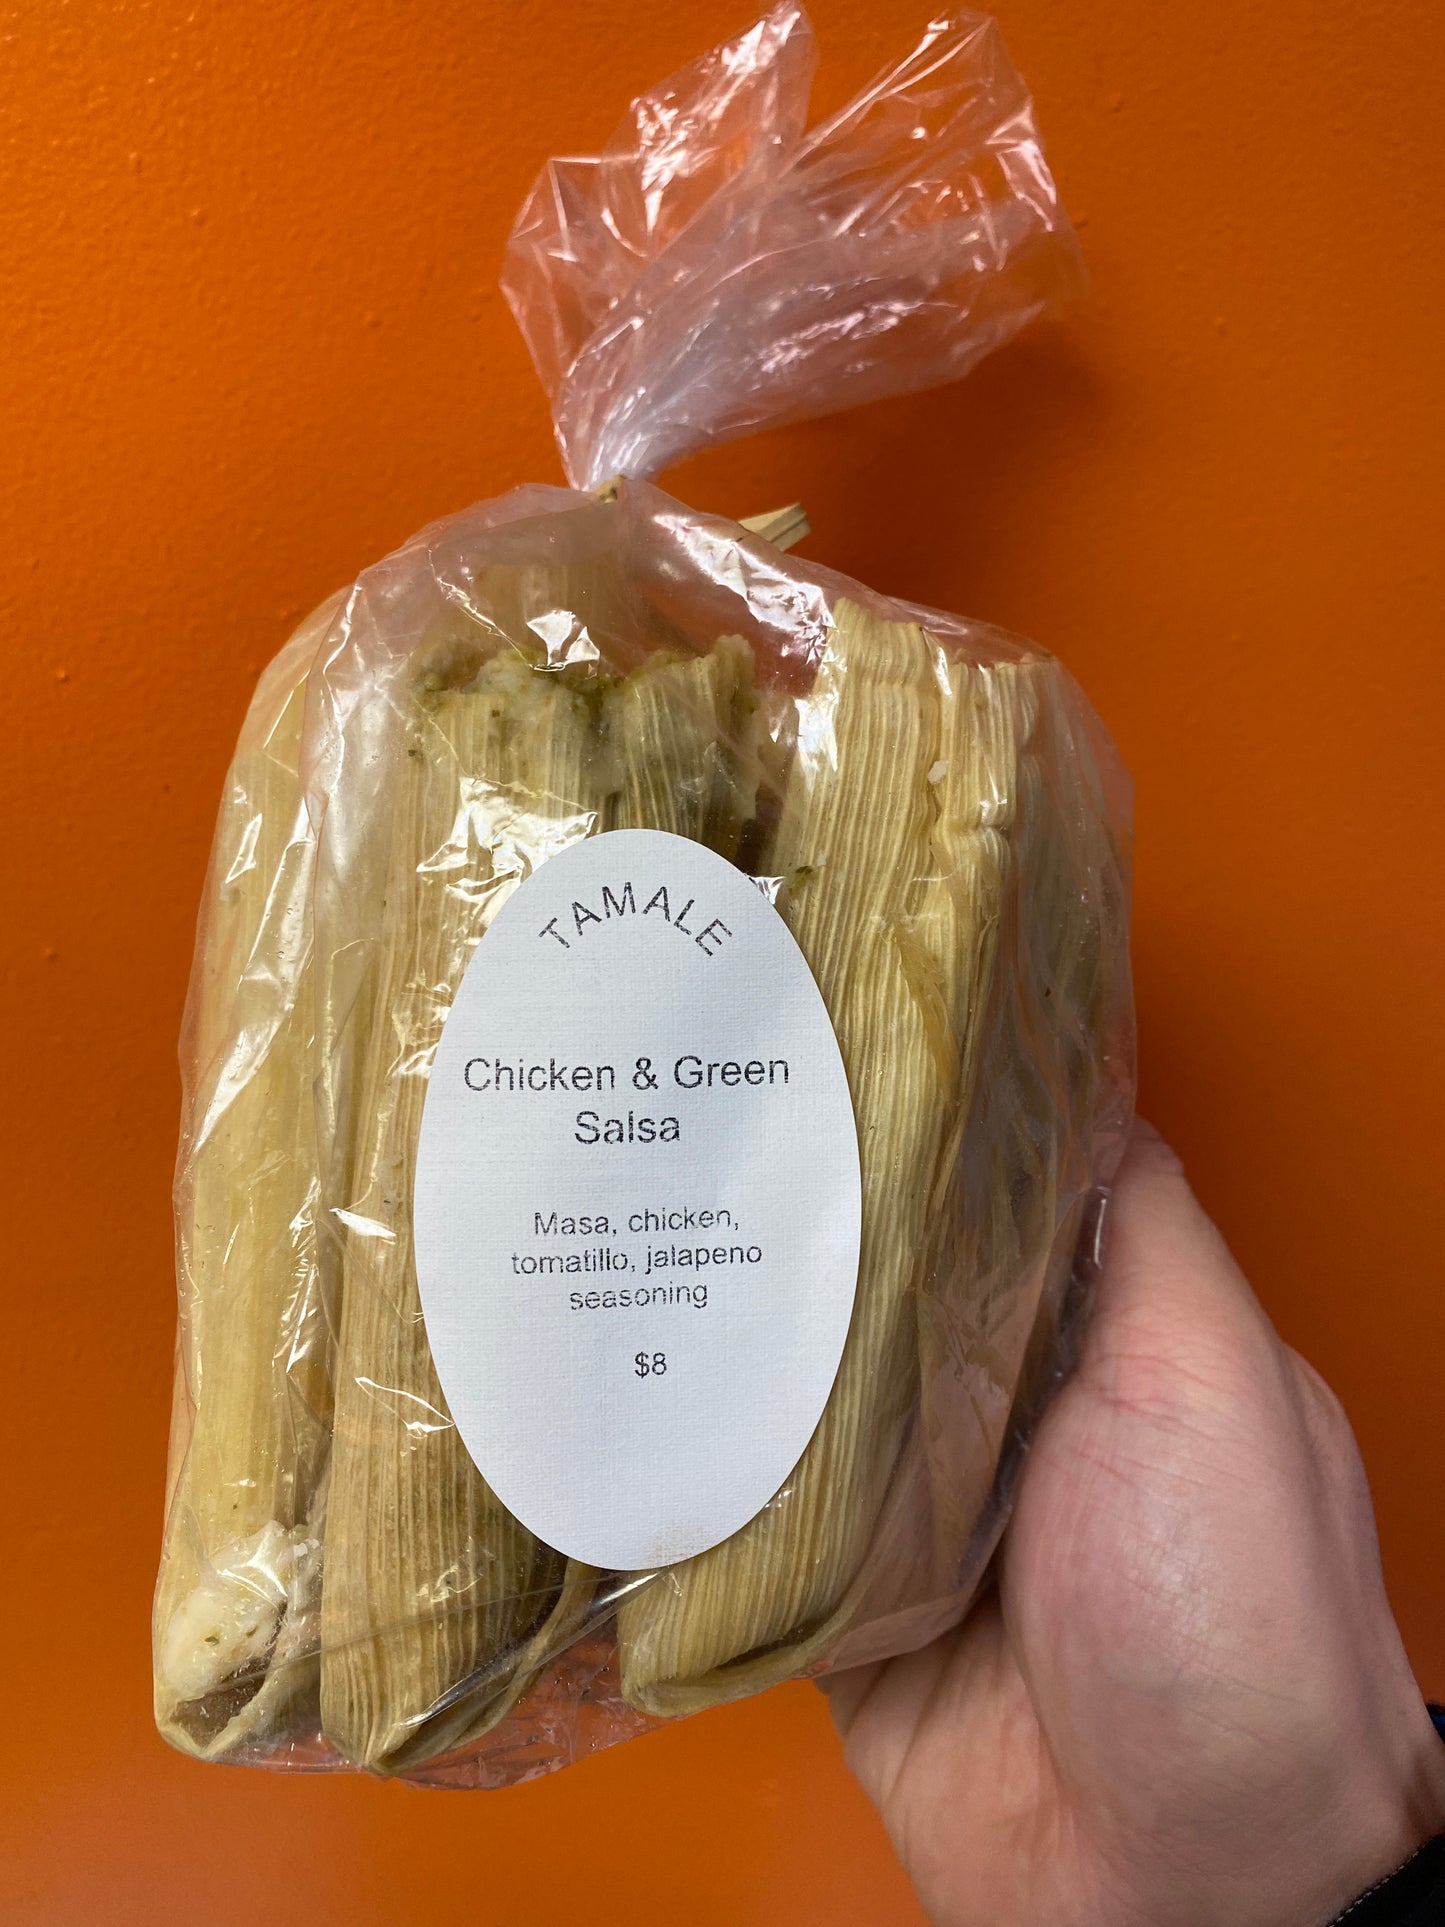 TAMALE
Chicken & Green
Salsa
Masa, chicken,
tomatillo, jalapeno
seasoning
$8